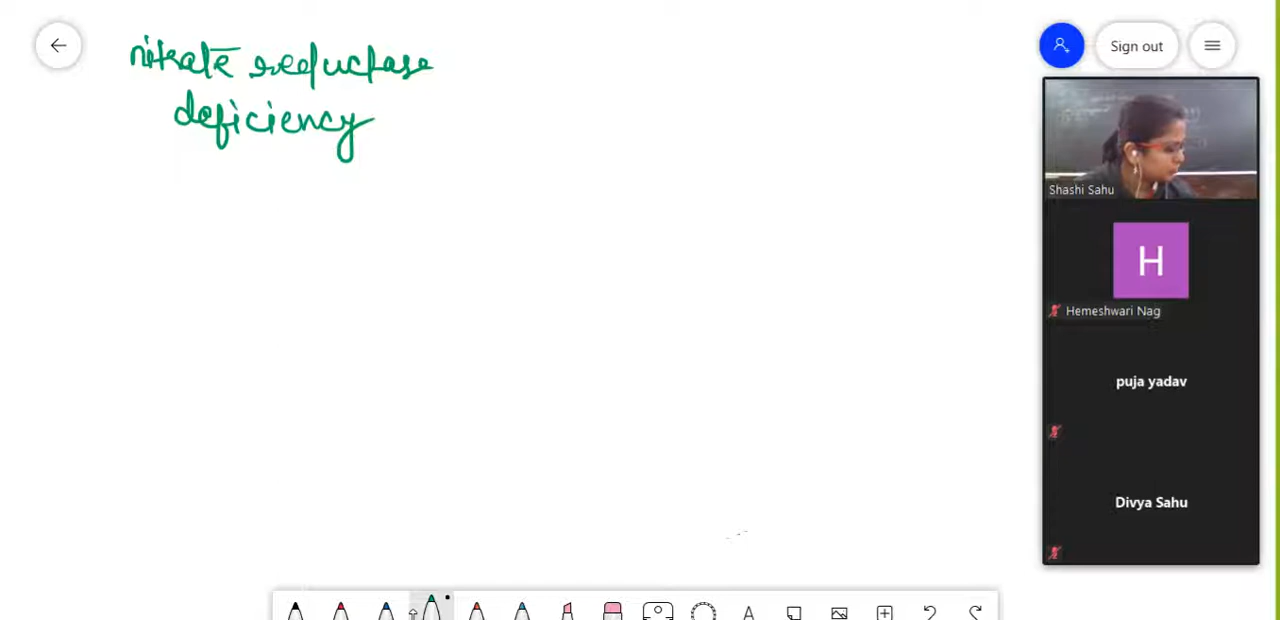 nitrate reductase
deficiency
Sign out
Shashi Sahu
H
Hemeshwari Nag
puja yadav
Divya Sahu